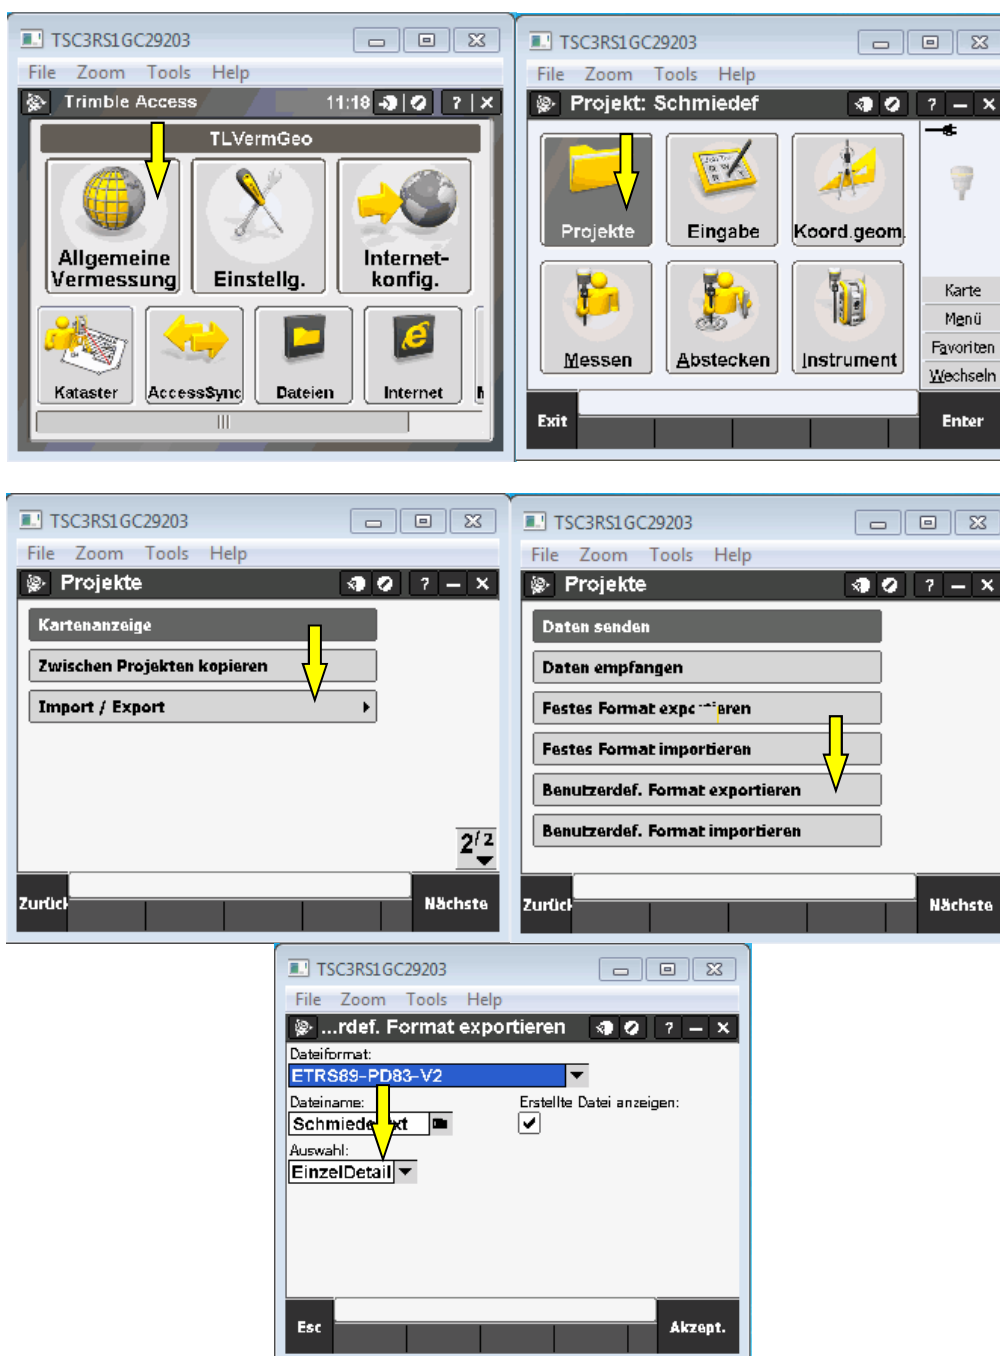 TSC3RS1GC29203
File Zoom Tools Help
Trimble Access 11:18 ? X
TLVermGeo
Allgemeine Vermessung
Einstellg.
Internet-konfig.
Kataster
AccessSync
Dateien
Internet
TSC3RS1GC29203
File Zoom Tools Help
Projekt: Schmiedef ? – X
Projekte
Eingabe
Koord.geom.
Messen
Abstecken
Instrument
Karte
Menü
Favoriten
Wechseln
Exit
Enter
TSC3RS1GC29203
File Zoom Tools Help
Projekte ? – X
Kartenanzeige
Zwischen Projekten kopieren
Import / Export
2/2
Zurück
Nächste
TSC3RS1GC29203
File Zoom Tools Help
Projekte ? – X
Daten senden
Daten empfangen
Festes Format
Festes Format importieren
Benutzerdef. Format exportieren
Benutzerdef. Format importieren
Zurück
Nächste
TSC3RS1GC29203
File Zoom Tools Help
...rdef. Format exportieren ? – X
Dateiformat:
ETRS89-PD83-V2
Dateiname:
Erstellte Datei anzeigen:
Auswahl:
EinzelDetail
Esc
Akzept.